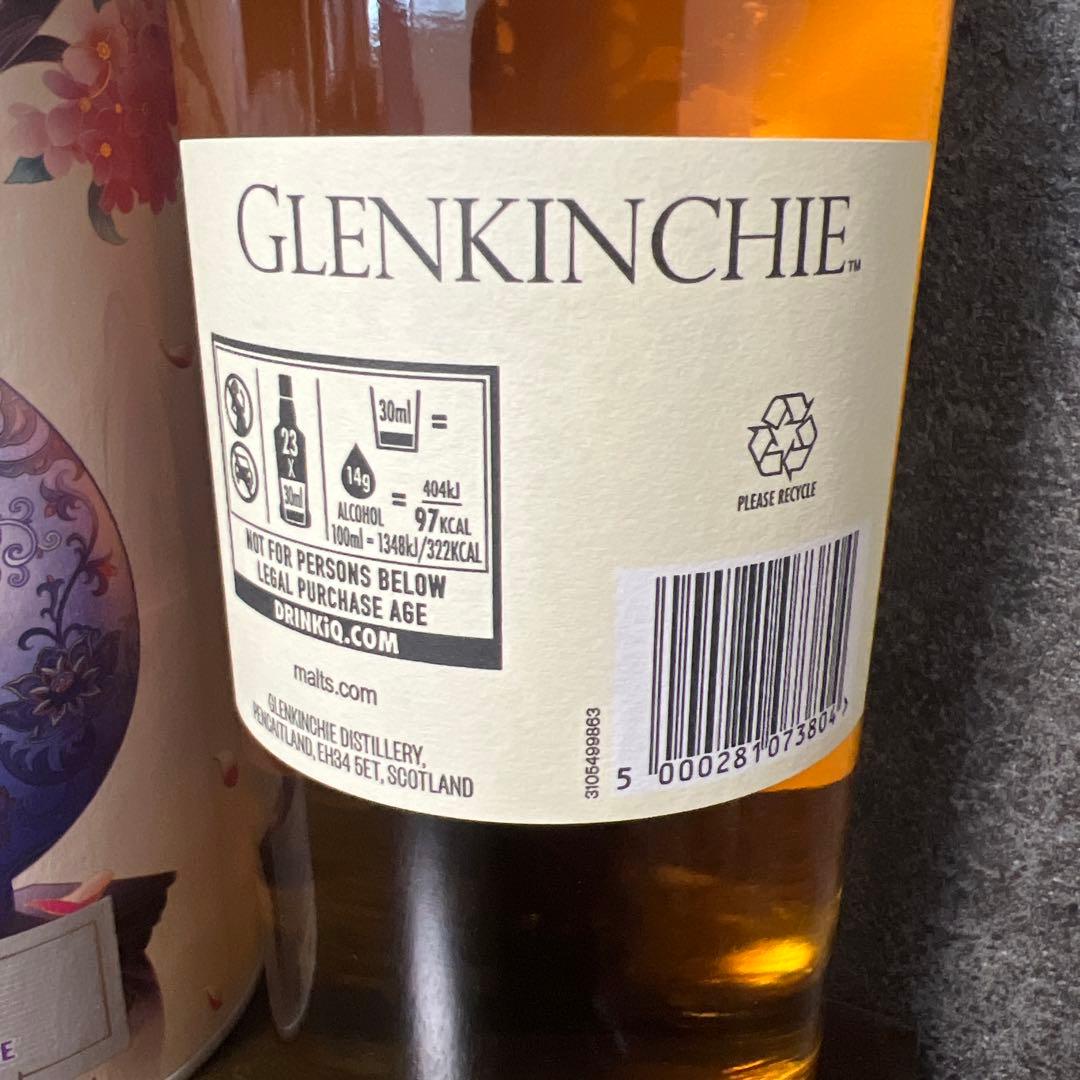 GLENKINCHIE™
23
X
30ml
30ml =
14g
ALCOHOL
= 404kJ
97KCAL
100ml = 1348kJ/322KCAL
NOT FOR PERSONS BELOW
LEGAL PURCHASE AGE
DRINKiQ.COM
malts.com
GLENKINCHIE DISTILLERY,
PENCAITLAND, EH34 5ET, SCOTLAND
PLEASE RECYCLE
3105499863
5 000281 073804 >
E